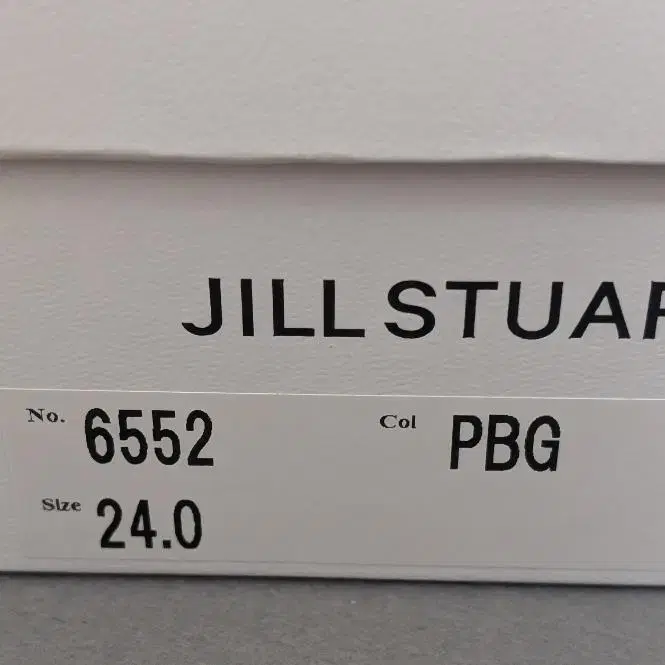 JILL STUAR
No. 6552 Col PBG
Size 24.0